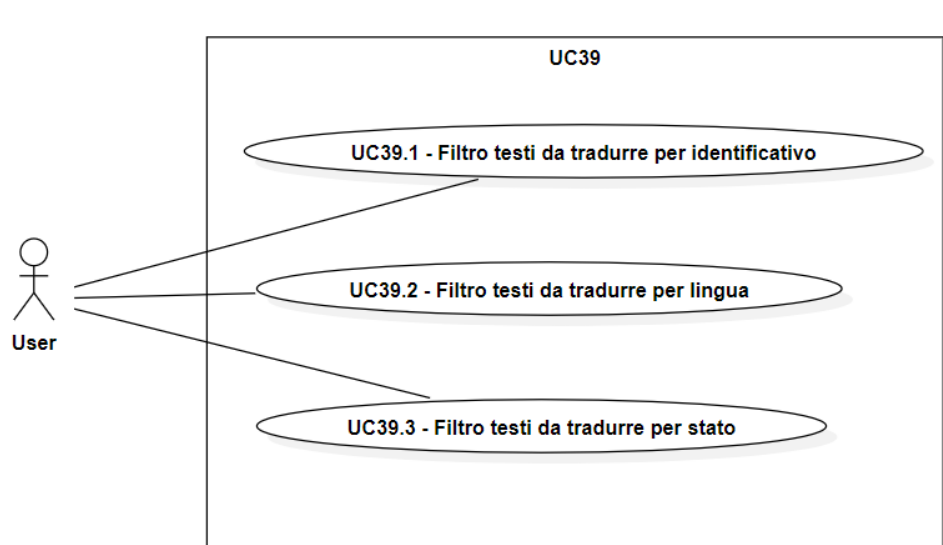 UC39
UC39.1 - Filtro testi da tradurre per identificativo
UC39.2 - Filtro testi da tradurre per lingua
User
UC39.3 - Filtro testi da tradurre per stato